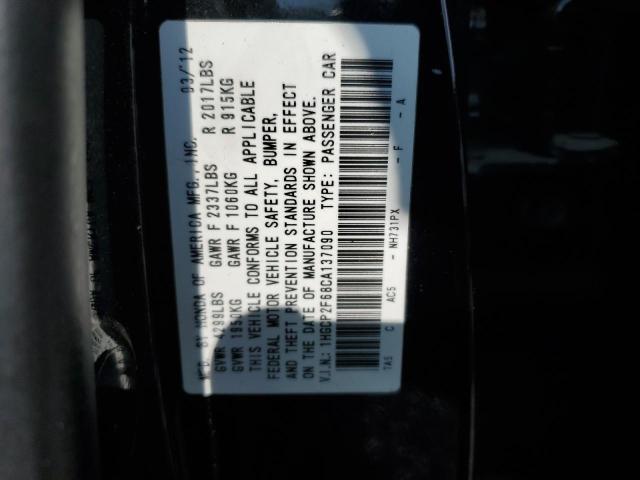 MFD BY HONDA OF AMERICA MFG.,INC. 03/'12
GVWR 4299LBS GAWR F 2337LBS R 2017LBS
GVWR 1950KG GAWR F 1060KG R 915KG
THIS VEHICLE CONFORMS TO ALL APPLICABLE
FEDERAL MOTOR VEHICLE SAFETY, BUMPER,
AND THEFT PREVENTION STANDARDS IN EFFECT
ON THE DATE OF MANUFACTURE SHOWN ABOVE.
V.I.N.: 1HGCP2F68CA137090 TYPE: PASSENGER CAR
TA5 C AC5 - NH731PX - F - A